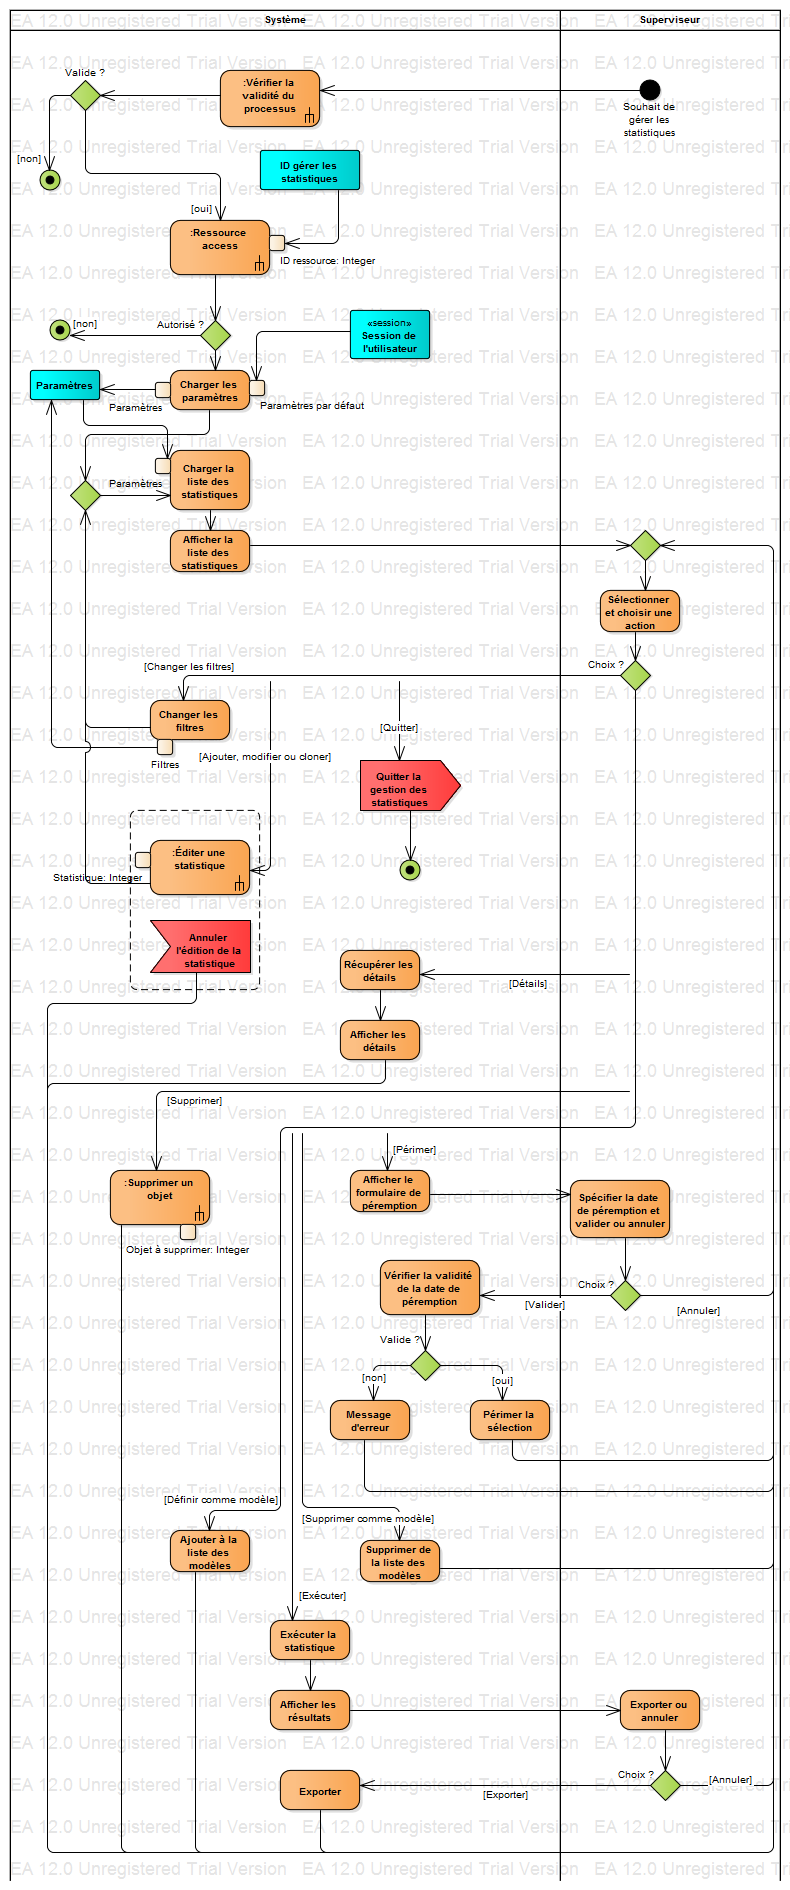 Système
Superviseur
Valide ?
:Vérifier la
validité du
processus
Souhait de
gérer les
statistiques
[non]
ID gérer les
statistiques
[oui]
:Ressource
access
ID ressource: Integer
[non]
Autorisé ?
«session»
Session de
l'utilisateur
Paramètres
Charger les
paramètres
Paramètres
Paramètres par défaut
Charger la
liste des
statistiques
Paramètres
Afficher la
liste des
statistiques
Sélectionner
et choisir une
action
[Changer les filtres]
Choix ?
Changer les
filtres
[Quitter]
[Ajouter, modifier ou cloner]
Filtres
Quitter la
gestion des
statistiques
:Éditer une
statistique
Statistique: Integer
Annuler
l'édition de la
statistique
Récupérer les
détails
[Détails]
Afficher les
détails
[Supprimer]
[Périmer]
:Supprimer un
objet
Afficher le
formulaire de
péremption
Spécifier la date
de péremption et
valider ou annuler
Objet à supprimer: Integer
Vérifier la validité
de la date de
péremption
Choix ?
[Valider]
[Annuler]
Valide ?
[non]
[oui]
Message
d'erreur
Périmer la
sélection
[Définir comme modèle]
[Supprimer comme modèle]
Ajouter à la
liste des
modèles
Supprimer de
la liste des
modèles
[Exécuter]
Exécuter la
statistique
Afficher les
résultats
Exporter ou
annuler
Choix ?
[Annuler]
Exporter
[Exporter]
EA 12.0 Unregistered Trial Version